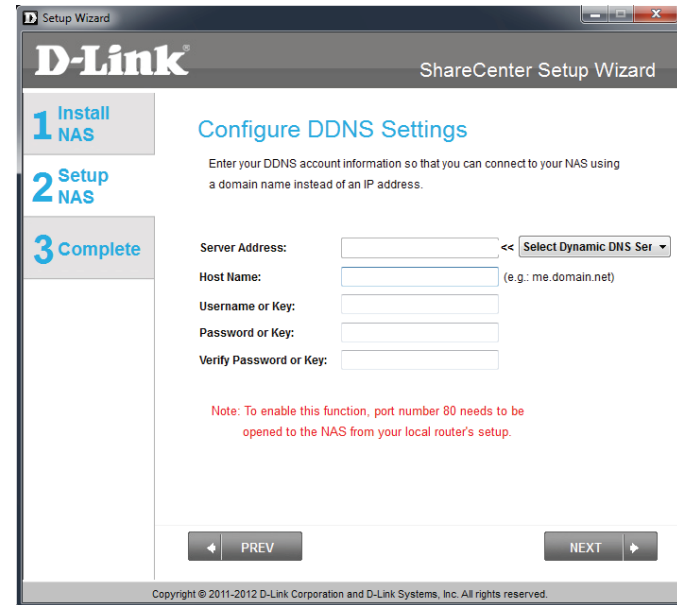 Setup Wizard
D-Link®
ShareCenter Setup Wizard
1 Install NAS
2 Setup NAS
3 Complete
Configure DDNS Settings
Enter your DDNS account information so that you can connect to your NAS using
a domain name instead of an IP address.
Server Address: << Select Dynamic DNS Ser
Host Name: (e.g.: me.domain.net)
Username or Key:
Password or Key:
Verify Password or Key:
Note: To enable this function, port number 80 needs to be
opened to the NAS from your local router's setup.
PREV NEXT
Copyright © 2011-2012 D-Link Corporation and D-Link Systems, Inc. All rights reserved.